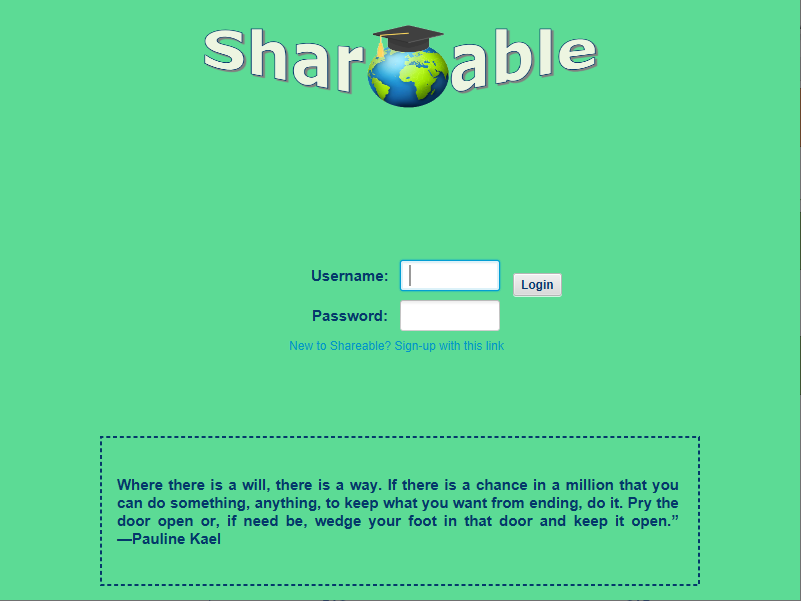 Shareable
Username:
Login
Password:
New to Shareable? Sign-up with this link
Where there is a will, there is a way. If there is a chance in a million that you
can do something, anything, to keep what you want from ending, do it. Pry the
door open or, if need be, wedge your foot in that door and keep it open.”
—Pauline Kael